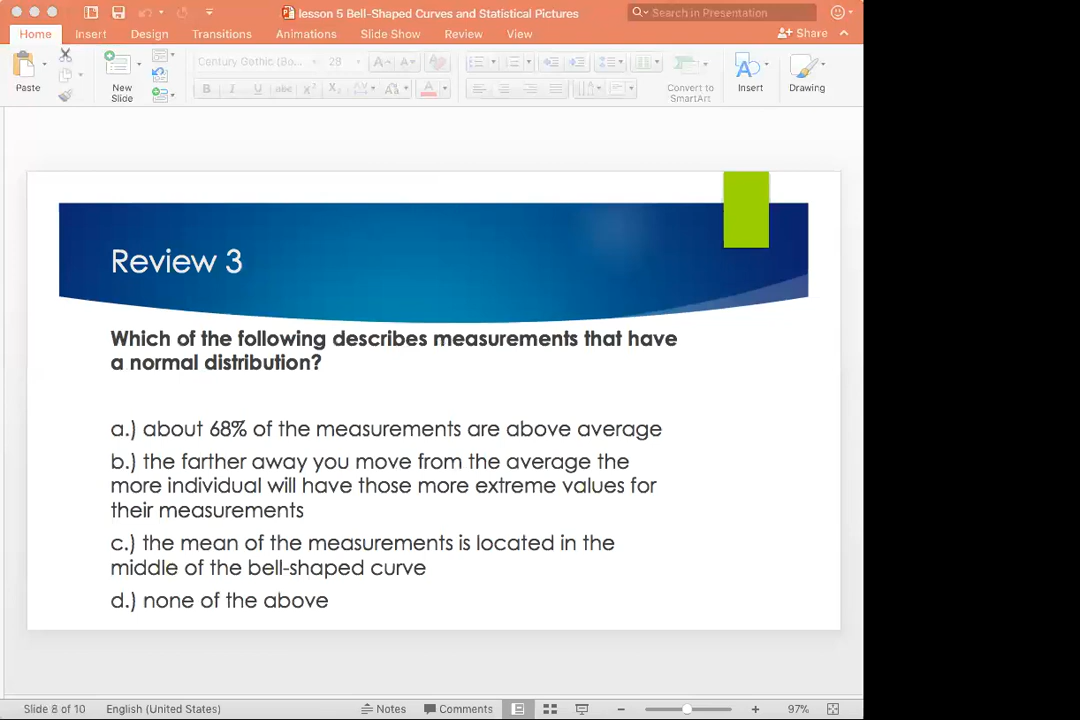 lesson 5 Bell-Shaped Curves and Statistical Pictures
Search in Presentation
Home Insert Design Transitions Animations Slide Show Review View
Share
Century Gothic (Bo... 28
Paste
New
Slide
B I U abc X² X₂ AV Aa A
Convert to
SmartArt
Insert
Drawing
Review 3
Which of the following describes measurements that have
a normal distribution?
a.) about 68% of the measurements are above average
b.) the farther away you move from the average the
more individual will have those more extreme values for
their measurements
c.) the mean of the measurements is located in the
middle of the bell-shaped curve
d.) none of the above
Slide 8 of 10 English (United States) Notes Comments 97%